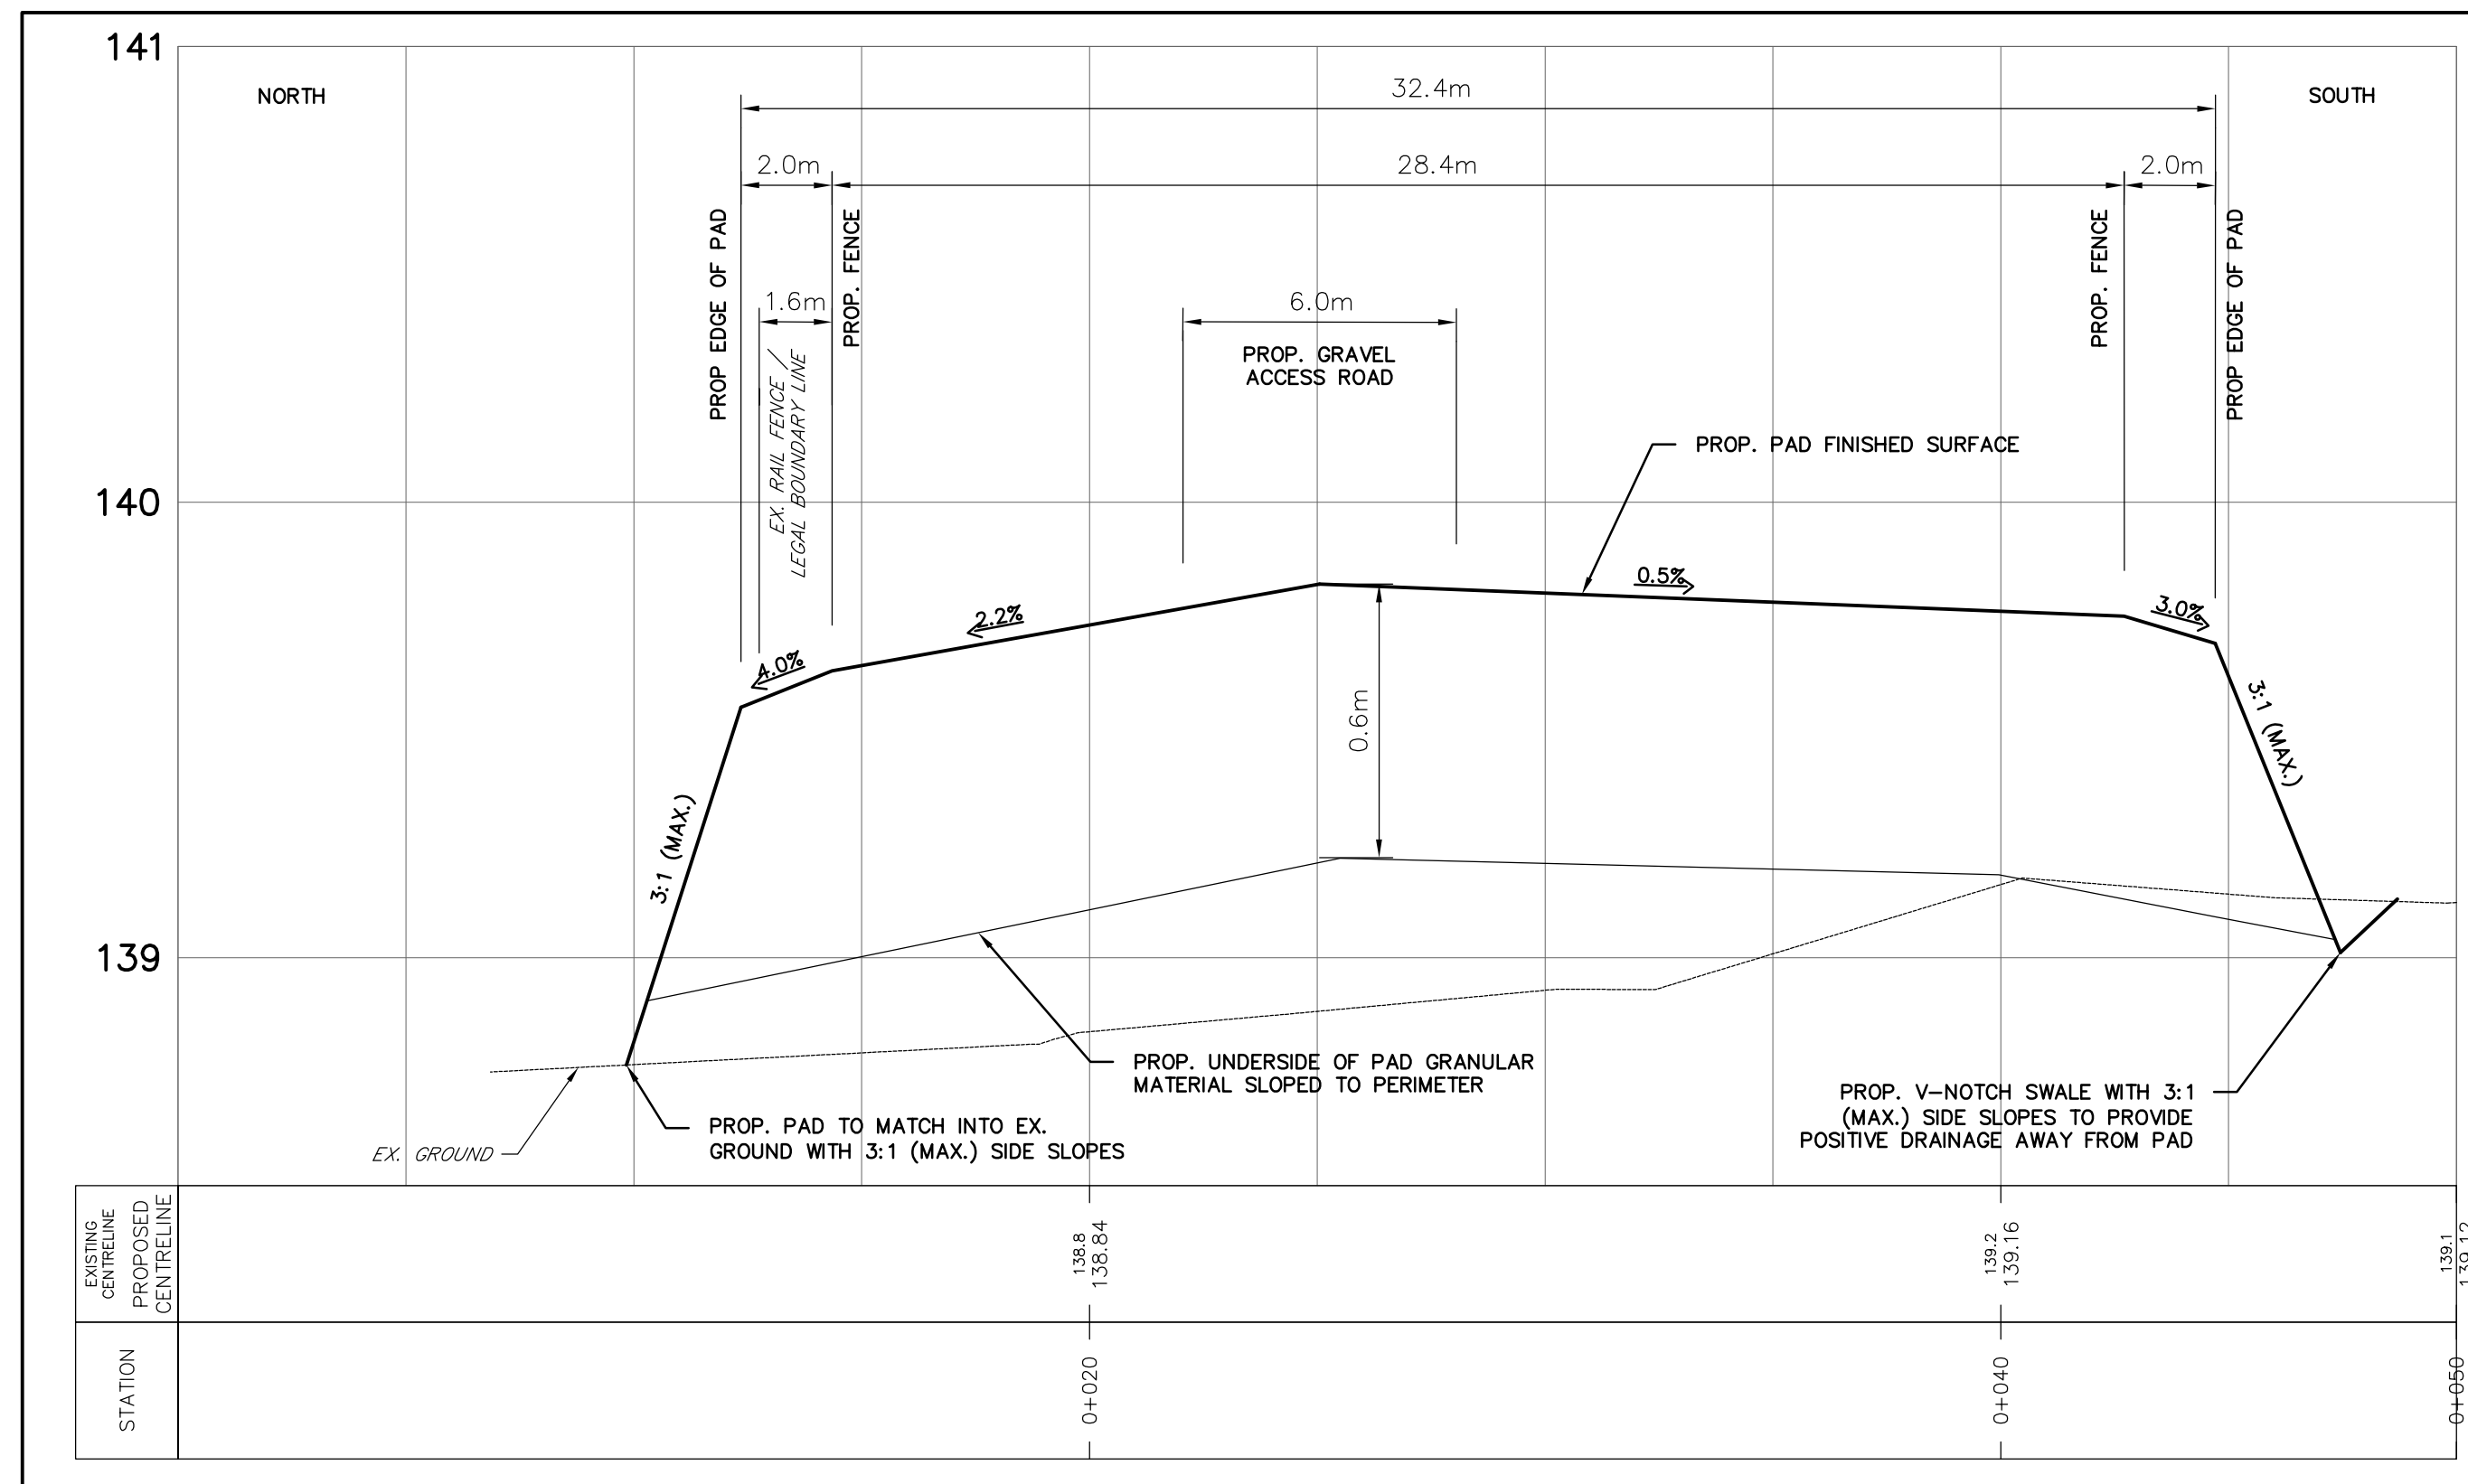 141
NORTH
32.4m
SOUTH
2.0m
28.4m
2.0m
PROP EDGE OF PAD
PROP. FENCE
PROP. FENCE
PROP EDGE OF PAD
1.6m
6.0m
EX. RAIL FENCE /
LEGAL BOUNDARY LINE
PROP. GRAVEL
ACCESS ROAD
PROP. PAD FINISHED SURFACE
140
4.0%
2.2%
0.5%
3.0%
3:1 (MAX.)
0.6m
3:1 (MAX.)
139
PROP. UNDERSIDE OF PAD GRANULAR
MATERIAL SLOPED TO PERIMETER
PROP. V-NOTCH SWALE WITH 3:1
(MAX.) SIDE SLOPES TO PROVIDE
POSITIVE DRAINAGE AWAY FROM PAD
PROP. PAD TO MATCH INTO EX.
GROUND WITH 3:1 (MAX.) SIDE SLOPES
EX. GROUND
EXISTING
CENTRELINE
PROPOSED
CENTRELINE
138.8
138.84
139.2
139.16
139.1
139.12
STATION
0+020
0+040
0+050